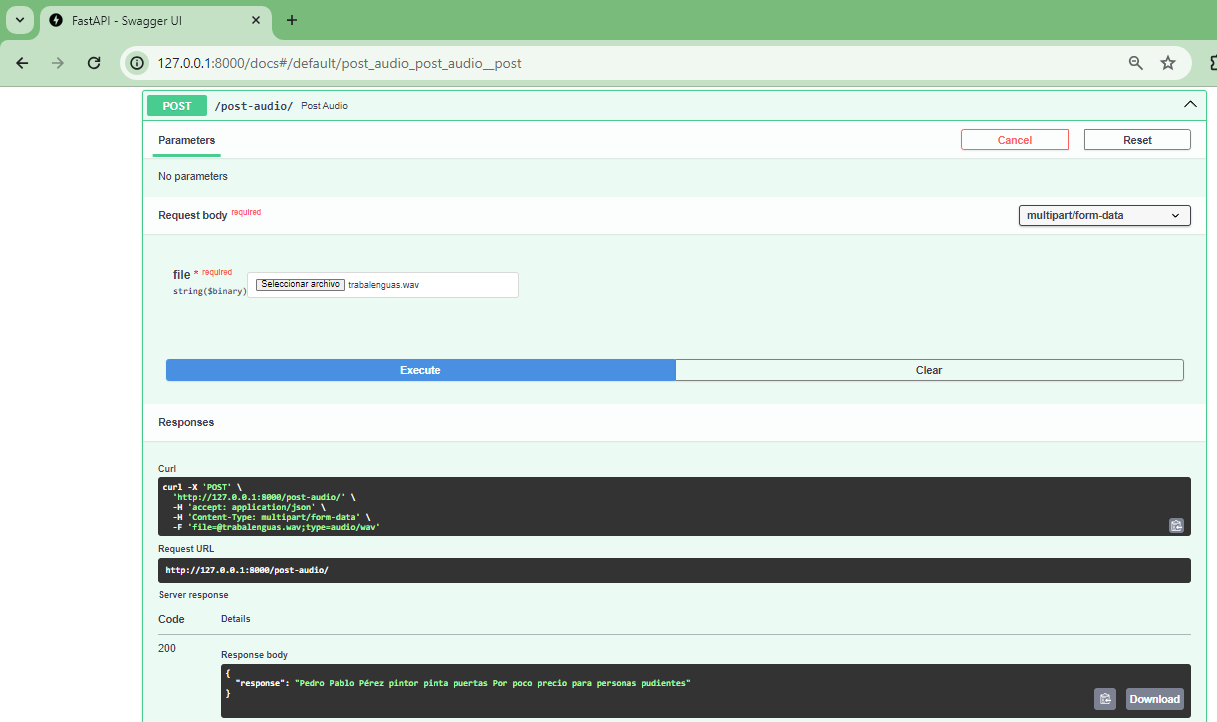 FastAPI - Swagger UI
127.0.0.1:8000/docs#/default/post_audio_post_audio__post
POST /post-audio/ Post Audio
Parameters Cancel Reset
No parameters
Request body required multipart/form-data
file * required
string($binary) Seleccionar archivo trabalenguas.wav
Execute Clear
Responses
Curl
curl -X 'POST' \
'http://127.0.0.1:8000/post-audio/' \
-H 'accept: application/json' \
-H 'Content-Type: multipart/form-data' \
-F 'file=@trabalenguas.wav;type=audio/wav'
Request URL
http://127.0.0.1:8000/post-audio/
Server response
Code Details
200
Response body
{
"response": "Pedro Pablo Pérez pintor pinta puertas Por poco precio para personas pudientes"
}
Download